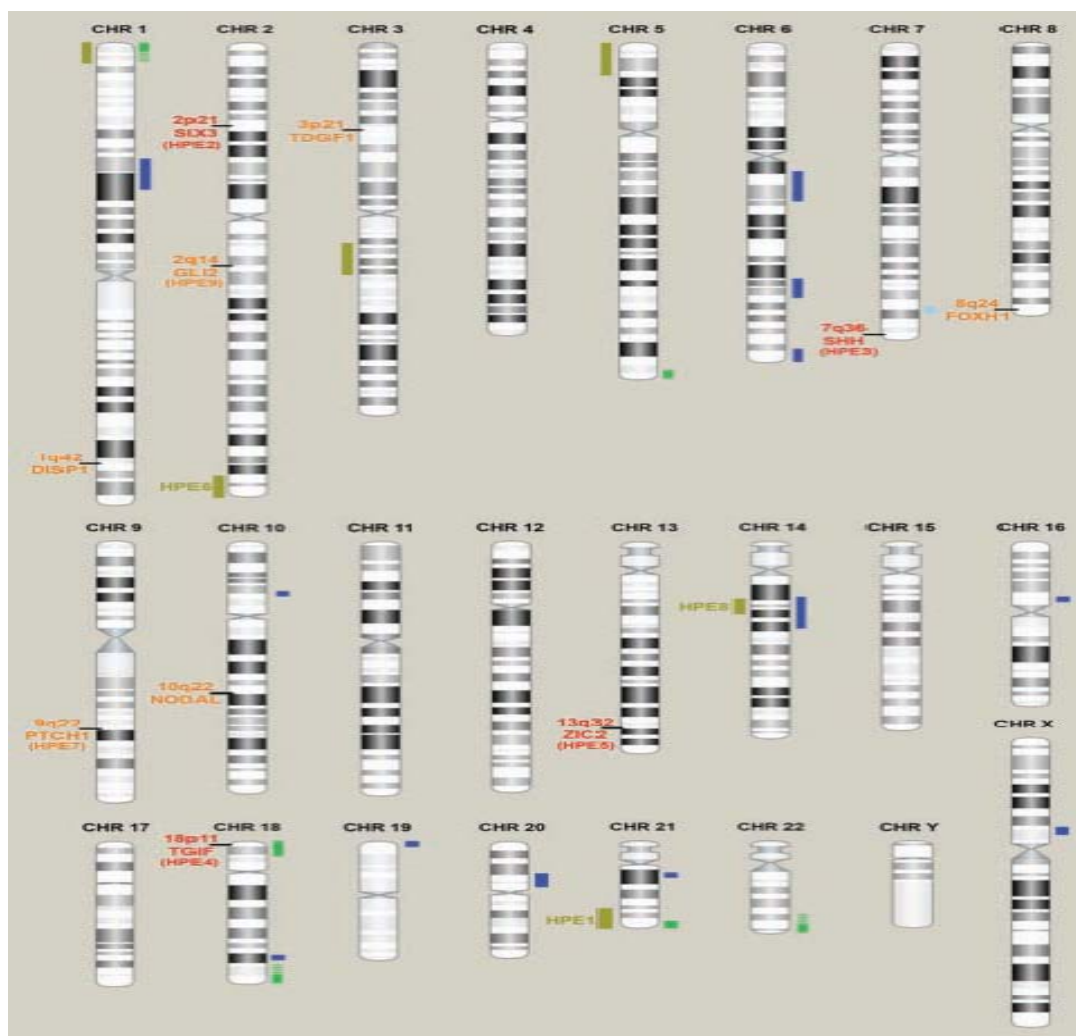 CHR 1
CHR 2
CHR 3
CHR 4
CHR 5
CHR 6
CHR 7
CHR 8
2p21
SIX3
(HPE2)
3p21
TDGF1
2q14
GLI2
(HPE9)
7q36
SHH
(HPE3)
8q24
FOXH1
1q42
DISP1
HPE6
CHR 9
CHR 10
CHR 11
CHR 12
CHR 13
CHR 14
CHR 15
CHR 16
HPE8
10q22
NODAL
9q22
PTCH1
(HPE7)
13q32
ZIC2
(HPE5)
CHR X
CHR 17
CHR 18
CHR 19
CHR 20
CHR 21
CHR 22
CHR Y
18p11
TGIF
(HPE4)
HPE1